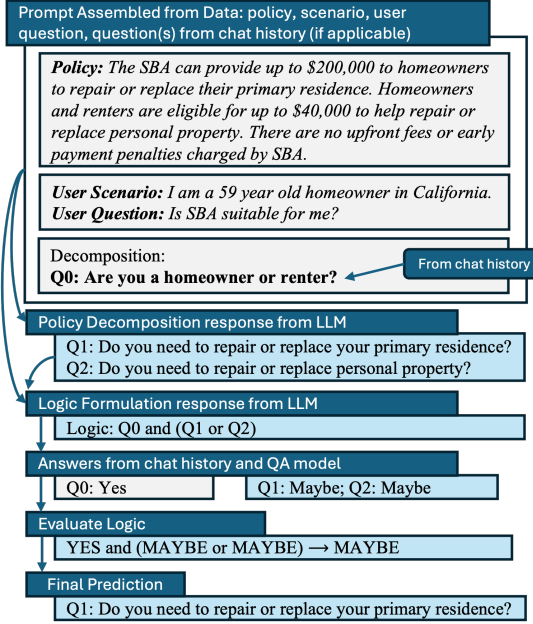 Prompt Assembled from Data: policy, scenario, user
question, question(s) from chat history (if applicable)
Policy: The SBA can provide up to $200,000 to homeowners
to repair or replace their primary residence. Homeowners
and renters are eligible for up to $40,000 to help repair or
replace personal property. There are no upfront fees or early
payment penalties charged by SBA.
User Scenario: I am a 59 year old homeowner in California.
User Question: Is SBA suitable for me?
Decomposition:
Q0: Are you a homeowner or renter?
From chat history
Policy Decomposition response from LLM
Q1: Do you need to repair or replace your primary residence?
Q2: Do you need to repair or replace personal property?
Logic Formulation response from LLM
Logic: Q0 and (Q1 or Q2)
Answers from chat history and QA model
Q0: Yes
Q1: Maybe; Q2: Maybe
Evaluate Logic
YES and (MAYBE or MAYBE) → MAYBE
Final Prediction
Q1: Do you need to repair or replace your primary residence?